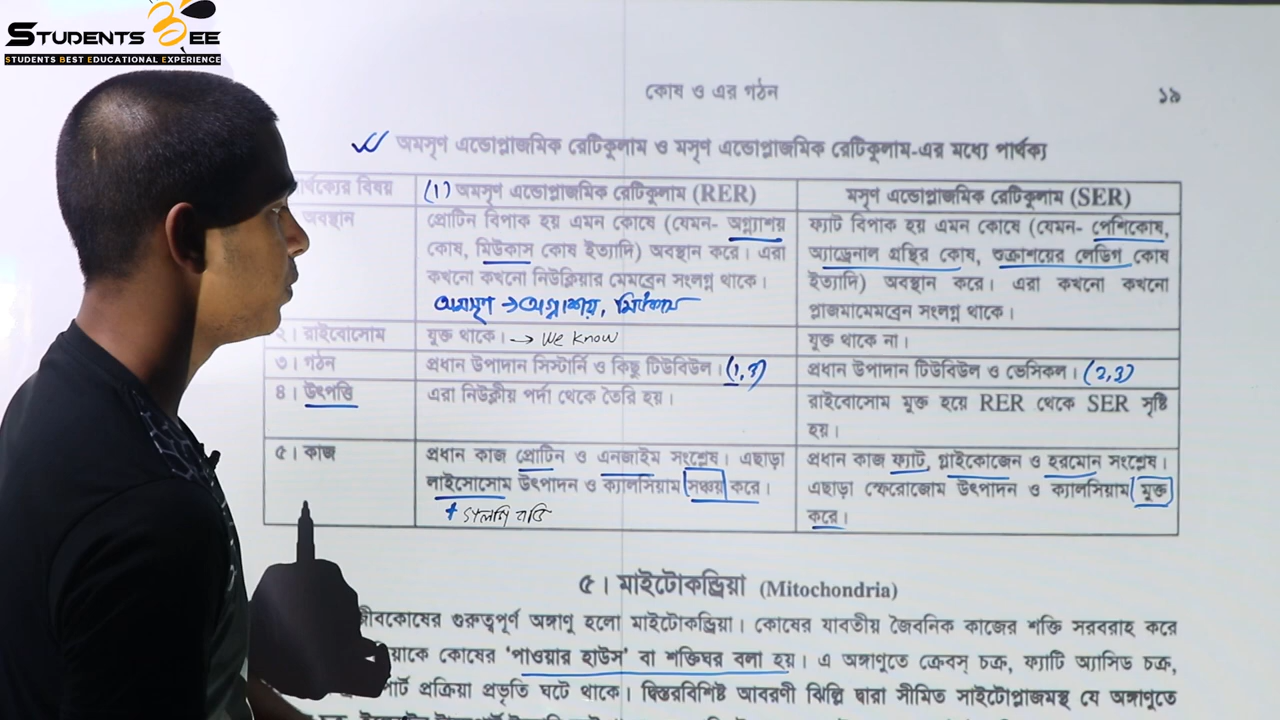 STUDENTS BEE
STUDENTS BEST EDUCATIONAL EXPERIENCE
কোষ ও এর গঠন
১৯
অমসৃণ এন্ডোপ্লাজমিক রেটিকুলাম ও মসৃণ এন্ডোপ্লাজমিক রেটিকুলাম-এর মধ্যে পার্থক্য
র্থক্যের বিষয়
(1) অমসৃণ এন্ডোপ্লাজমিক রেটিকুলাম (RER)
মসৃণ এন্ডোপ্লাজমিক রেটিকুলাম (SER)
অবস্থান
প্রোটিন বিপাক হয় এমন কোষে (যেমন- অগ্ন্যাশয়
কোষ, মিউকাস কোষ ইত্যাদি) অবস্থান করে। এরা
কখনো কখনো নিউক্লিয়ার মেমব্রেন সংলগ্ন থাকে।
অমসৃণ → অগ্নাশয়,
ফ্যাট বিপাক হয় এমন কোষে (যেমন- পেশিকোষ,
অ্যাড্রেনাল গ্রন্থির কোষ, শুক্রাশয়ের লেডিগ কোষ
ইত্যাদি) অবস্থান করে। এরা কখনো কখনো
প্লাজমামেমব্রেন সংলগ্ন থাকে।
২। রাইবোসোম
যুক্ত থাকে। → We know
যুক্ত থাকে না।
৩। গঠন
প্রধান উপাদান সিস্টার্নি ও কিছু টিউবিউল। (1,3)
প্রধান উপাদান টিউবিউল ও ভেসিকল। (2,3)
৪। উৎপত্তি
এরা নিউক্লীয় পর্দা থেকে তৈরি হয়।
রাইবোসোম মুক্ত হয়ে RER থেকে SER সৃষ্টি
হয়।
৫। কাজ
প্রধান কাজ প্রোটিন ও এনজাইম সংশ্লেষ। এছাড়া
লাইসোসোম উৎপাদন ও ক্যালসিয়াম সঞ্চয় করে।
+ গলগি বডি
প্রধান কাজ ফ্যাট, গ্লাইকোজেন ও হরমোন সংশ্লেষ।
এছাড়া স্ফেরোজোম উৎপাদন ও ক্যালসিয়াম মুক্ত
করে।
৫। মাইটোকন্ড্রিয়া (Mitochondria)
জীবকোষের গুরুত্বপূর্ণ অঙ্গাণু হলো মাইটোকন্ড্রিয়া। কোষের যাবতীয় জৈবনিক কাজের শক্তি সরবরাহ করে
য়াকে কোষের 'পাওয়ার হাউস' বা শক্তিঘর বলা হয়। এ অঙ্গাণুতে ক্রেবস্ চক্র, ফ্যাটি অ্যাসিড চক্র,
পোর্ট প্রক্রিয়া প্রভৃতি ঘটে থাকে। দ্বিস্তরবিশিষ্ট আবরণী ঝিল্লি দ্বারা সীমিত সাইটোপ্লাজমস্থ যে অঙ্গাণুতে